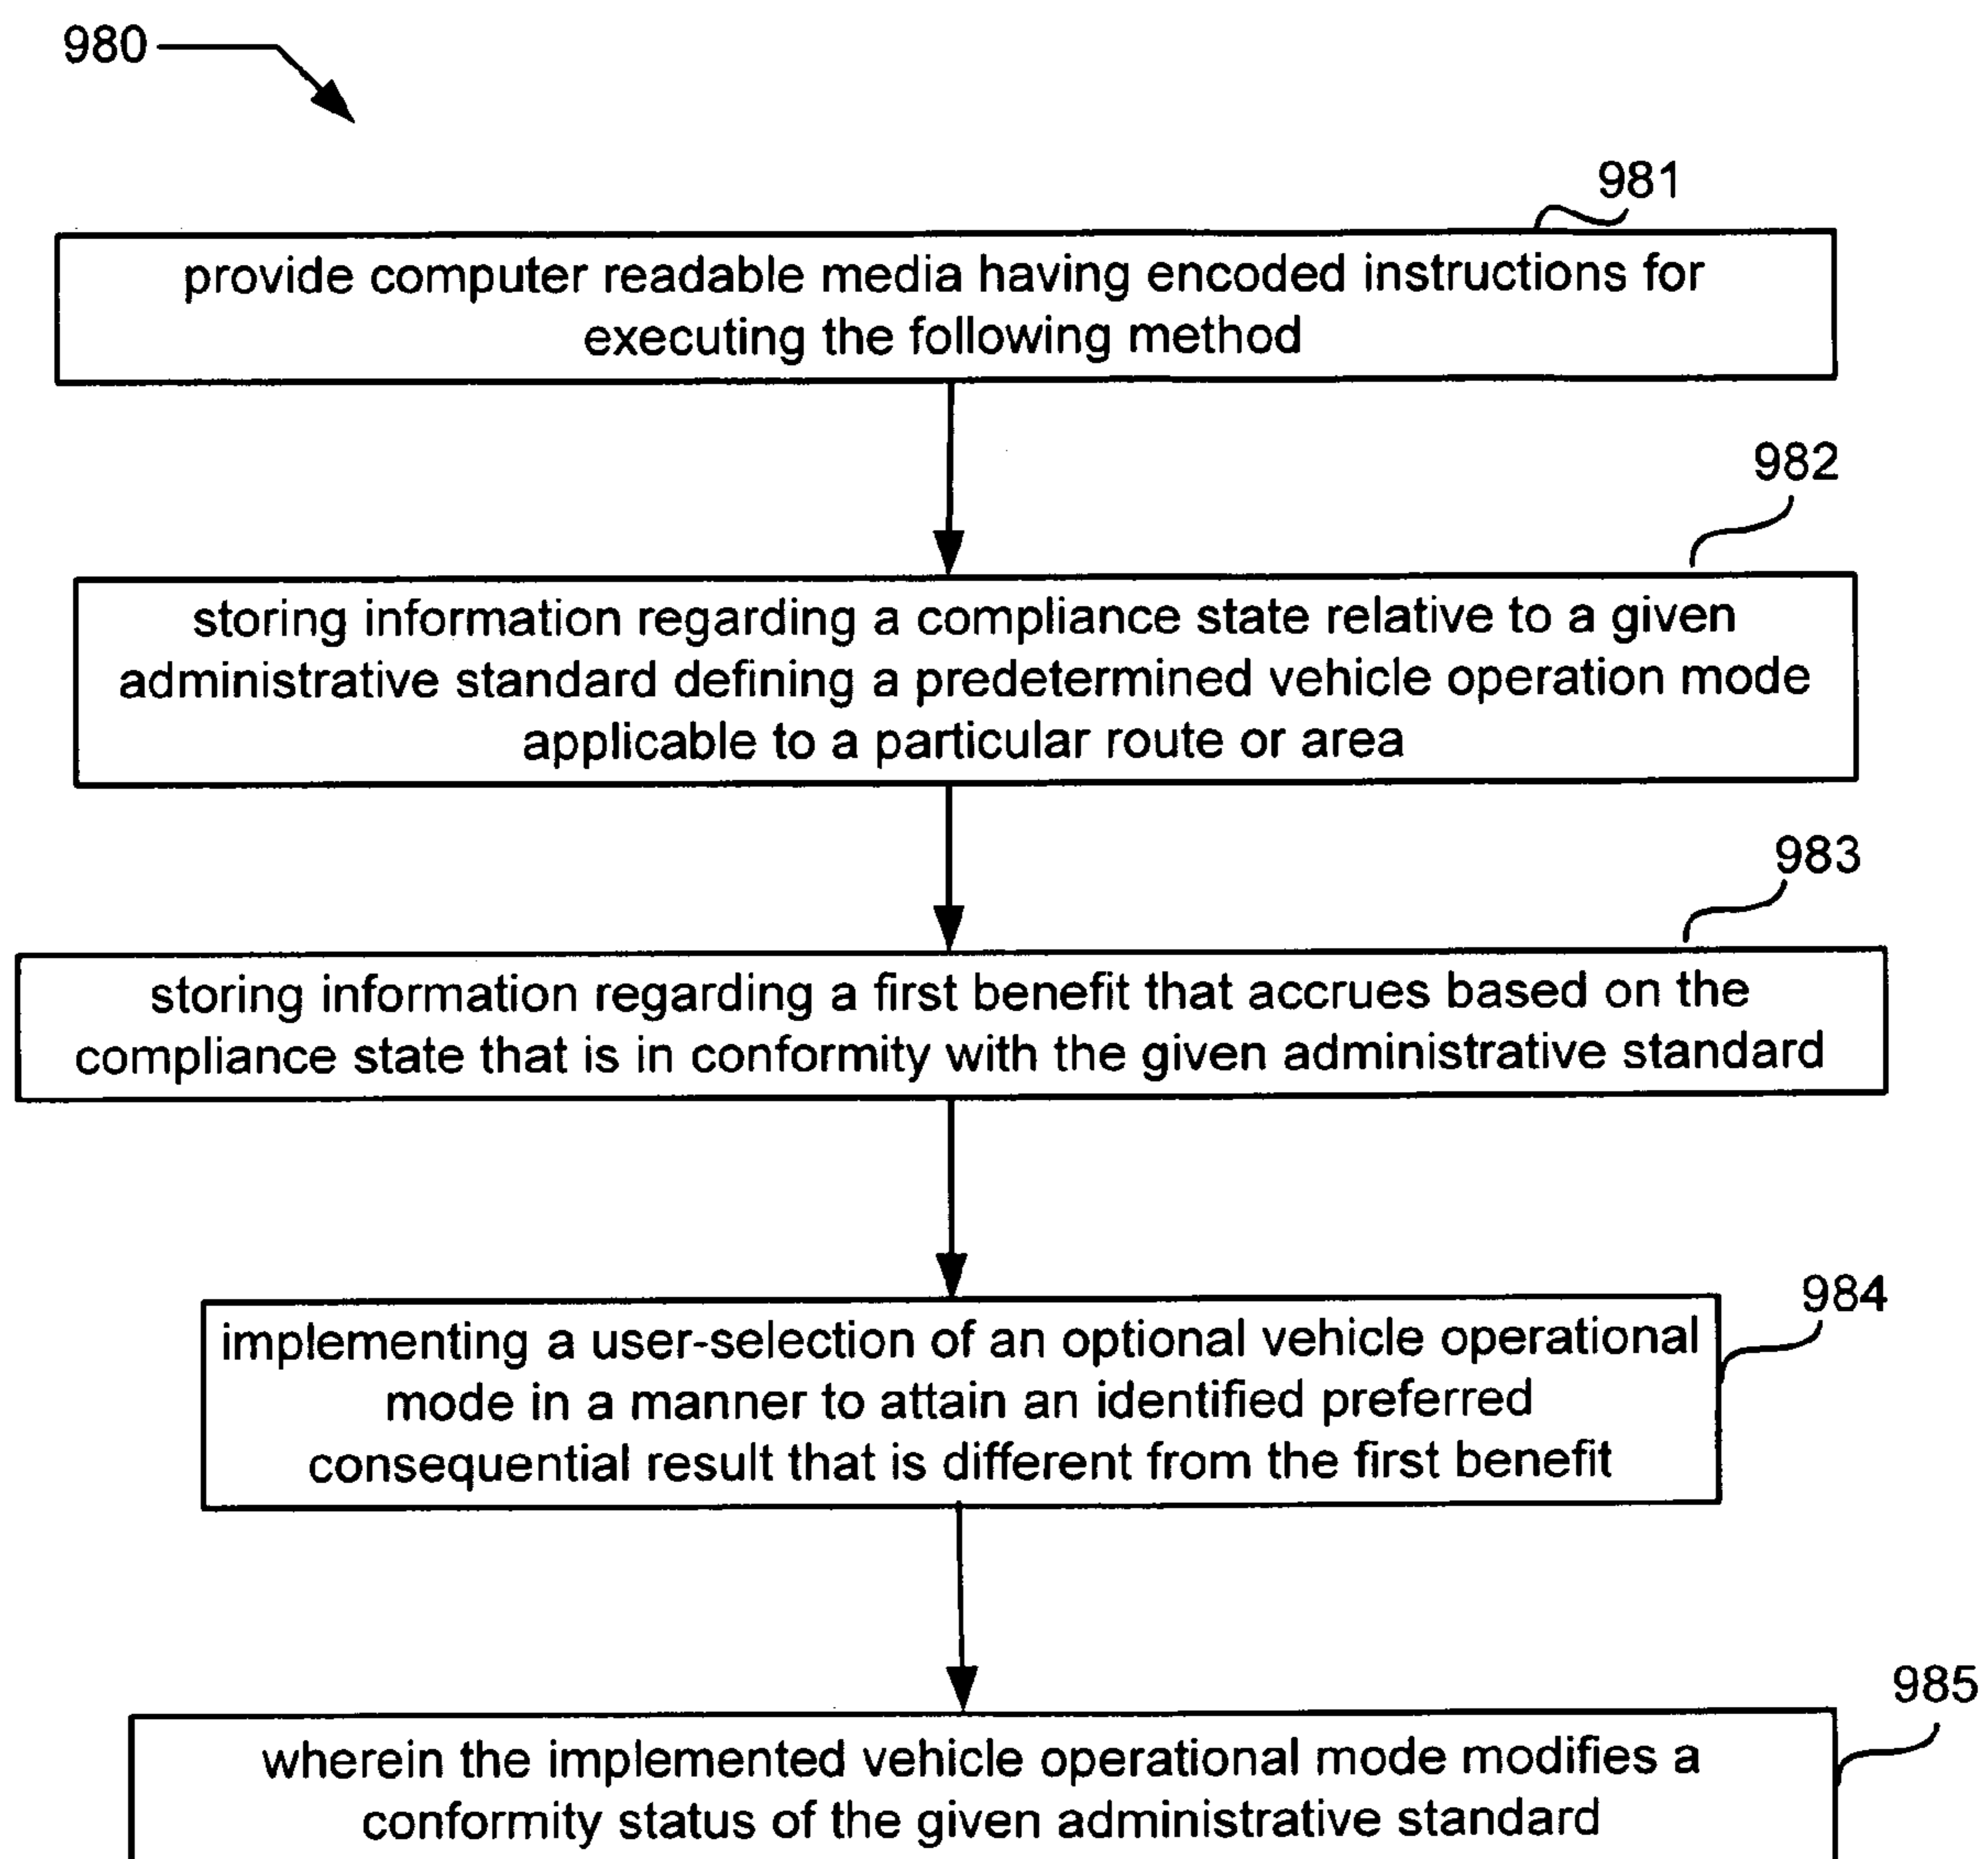 980
981
provide computer readable media having encoded instructions for
executing the following method
982
storing information regarding a compliance state relative to a given
administrative standard defining a predetermined vehicle operation mode
applicable to a particular route or area
983
storing information regarding a first benefit that accrues based on the
compliance state that is in conformity with the given administrative standard
984
implementing a user-selection of an optional vehicle operational
mode in a manner to attain an identified preferred
consequential result that is different from the first benefit
985
wherein the implemented vehicle operational mode modifies a
conformity status of the given administrative standard